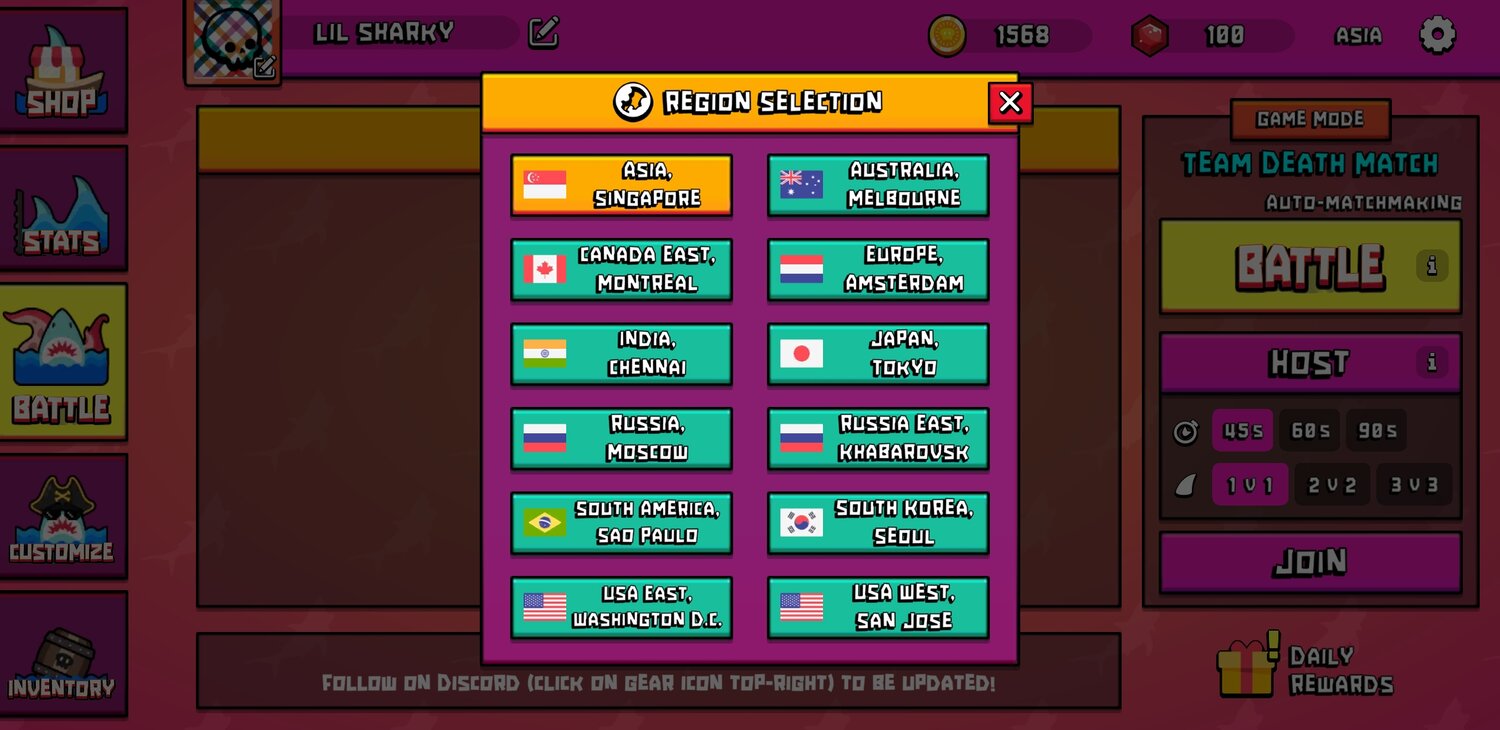 LIL SHARKY
1568
100
ASIA
REGION SELECTION
X
ASIA,
SINGAPORE
AUSTRALIA,
MELBOURNE
CANADA EAST,
MONTREAL
EUROPE,
AMSTERDAM
INDIA,
CHENNAI
JAPAN,
TOKYO
RUSSIA,
MOSCOW
RUSSIA EAST,
KHABAROVSK
SOUTH AMERICA,
SAO PAULO
SOUTH KOREA,
SEOUL
USA EAST,
WASHINGTON D.C.
USA WEST,
SAN JOSE
SHOP
STATS
BATTLE
CUSTOMIZE
INVENTORY
GAME MODE
TEAM DEATH MATCH
AUTO-MATCHMAKING
BATTLE
i
HOST
i
45s 60s 90s
1 V 1 2 V 2 3 V 3
JOIN
DAILY
REWARDS
FOLLOW ON DISCORD (CLICK ON GEAR ICON TOP-RIGHT) TO BE UPDATED!